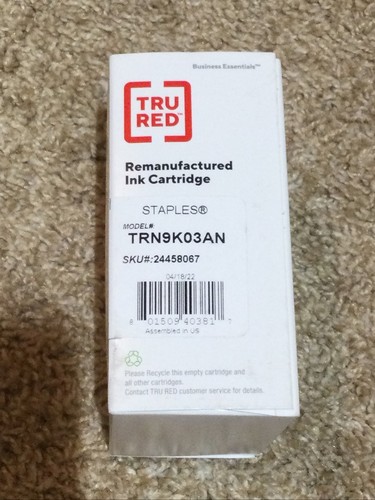 Business Essentials™
TRU
RED™
Remanufactured
Ink Cartridge
STAPLES®
MODEL#
TRN9K03AN
SKU#:24458067
04/18/22
8 01509 40381 7
Assembled in US
Please Recycle this empty cartridge and
all other cartridges.
Contact TRU RED customer service for details.